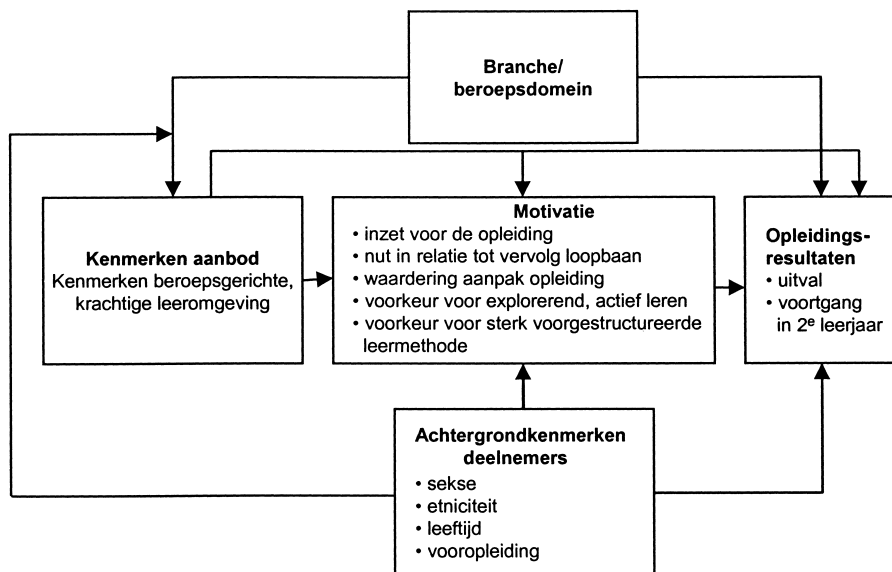 Branche/
beroepsdomein
Kenmerken aanbod
Kenmerken beroepsgerichte,
krachtige leeromgeving
Motivatie
• inzet voor de opleiding
• nut in relatie tot vervolg loopbaan
• waardering aanpak opleiding
• voorkeur voor explorerend, actief leren
• voorkeur voor sterk voorgestructureerde
leermethode
Opleidings-
resultaten
• uitval
• voortgang
in 2e leerjaar
Achtergrondkenmerken
deelnemers
• sekse
• etniciteit
• leeftijd
• vooropleiding